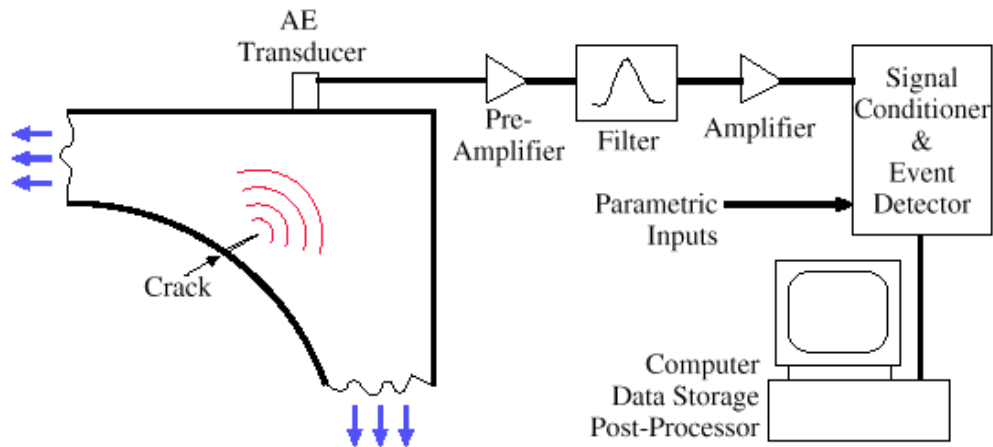 AE
Transducer
Pre-
Amplifier
Filter
Amplifier
Signal
Conditioner
&
Event
Detector
Parametric
Inputs
Crack
Computer
Data Storage
Post-Processor